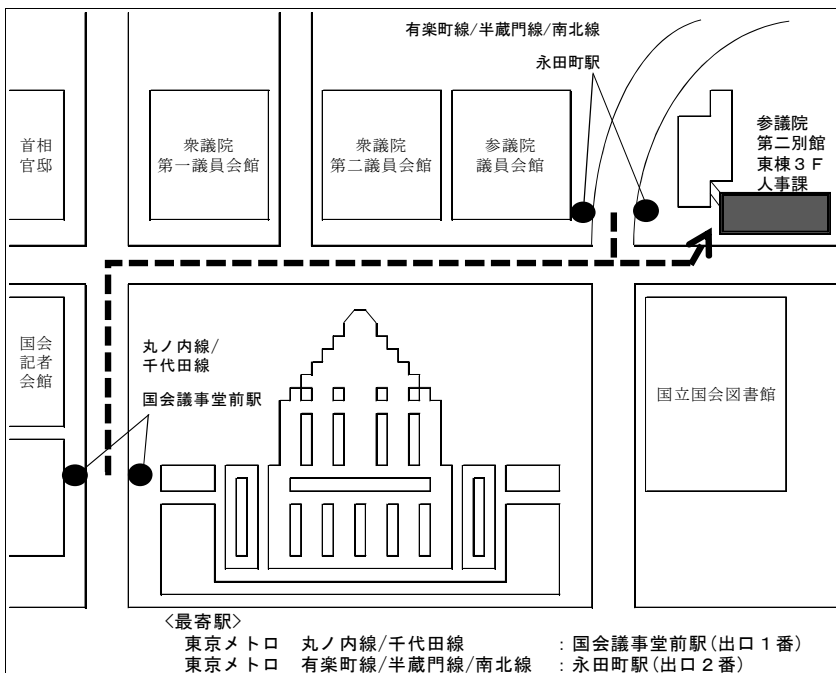 有楽町線/半蔵門線/南北線
永田町駅
首相
官邸
衆議院
第一議員会館
衆議院
第二議員会館
参議院
議員会館
参議院
第二別館
東棟３Ｆ
人事課
国会
記者
会館
丸ノ内線/
千代田線
国会議事堂前駅
国立国会図書館
〈最寄駅〉
東京メトロ　丸ノ内線/千代田線　：国会議事堂前駅(出口１番)
東京メトロ　有楽町線/半蔵門線/南北線　：永田町駅(出口２番)